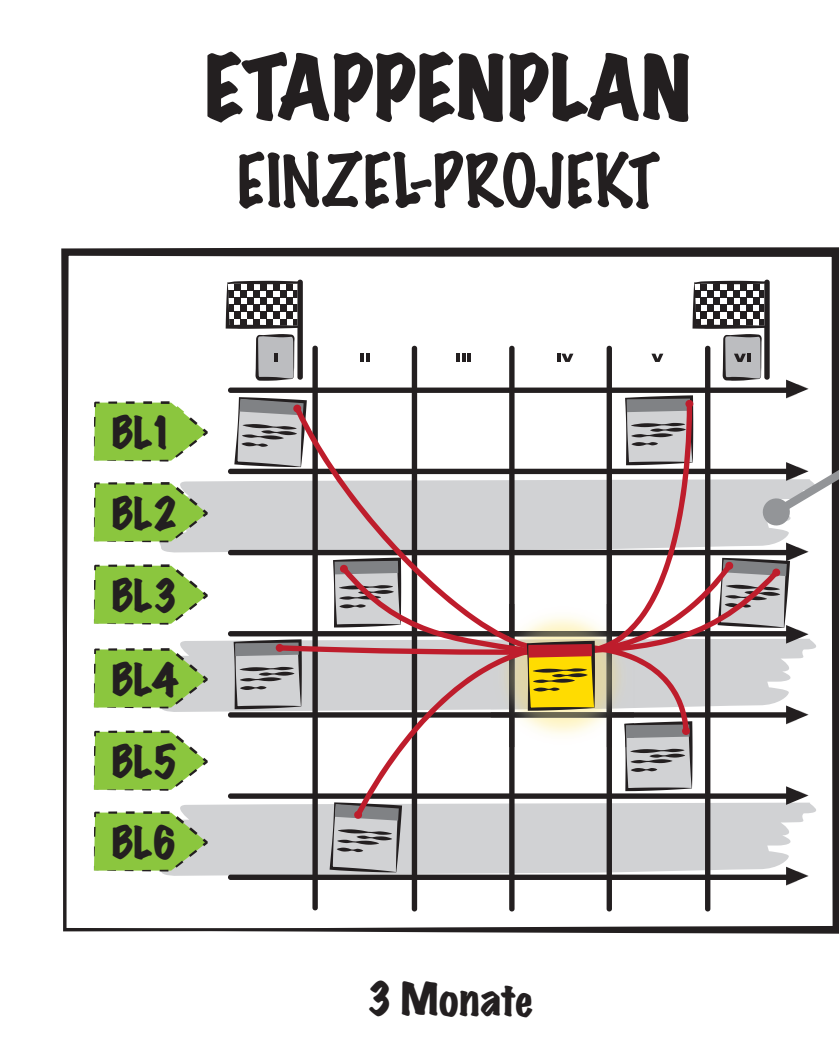 ETAPPENPLAN
EINZEL-PROJEKT
I II III IV V VI
BL1
BL2
BL3
BL4
BL5
BL6
3 Monate